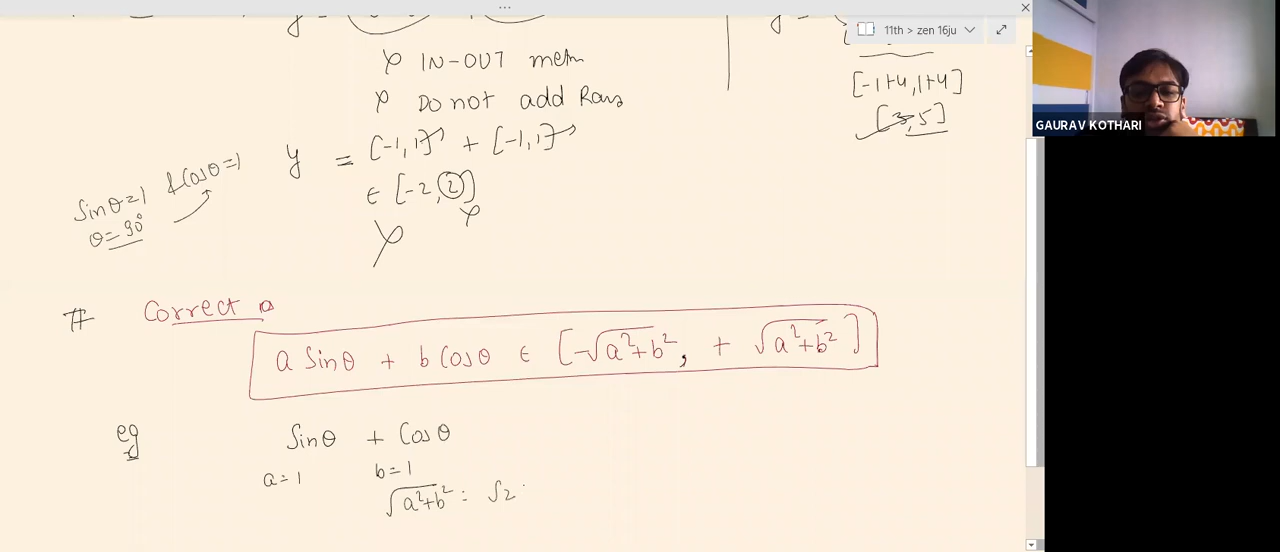 11th > zen 16ju
y =
IN-OUT meth
Do not add Rans
[-1+4, 1+4]
[3, 5]
GAURAV KOTHARI
y = [-1, 1] + [-1, 1]
∈ [-2, 2]
Sinθ=1 & Cosθ=1
θ=90°
# Correct
a Sinθ + b Cosθ ∈ [-√a²+b², + √a²+b²]
eg Sinθ + Cosθ
a=1 b=1
√a²+b² = √2